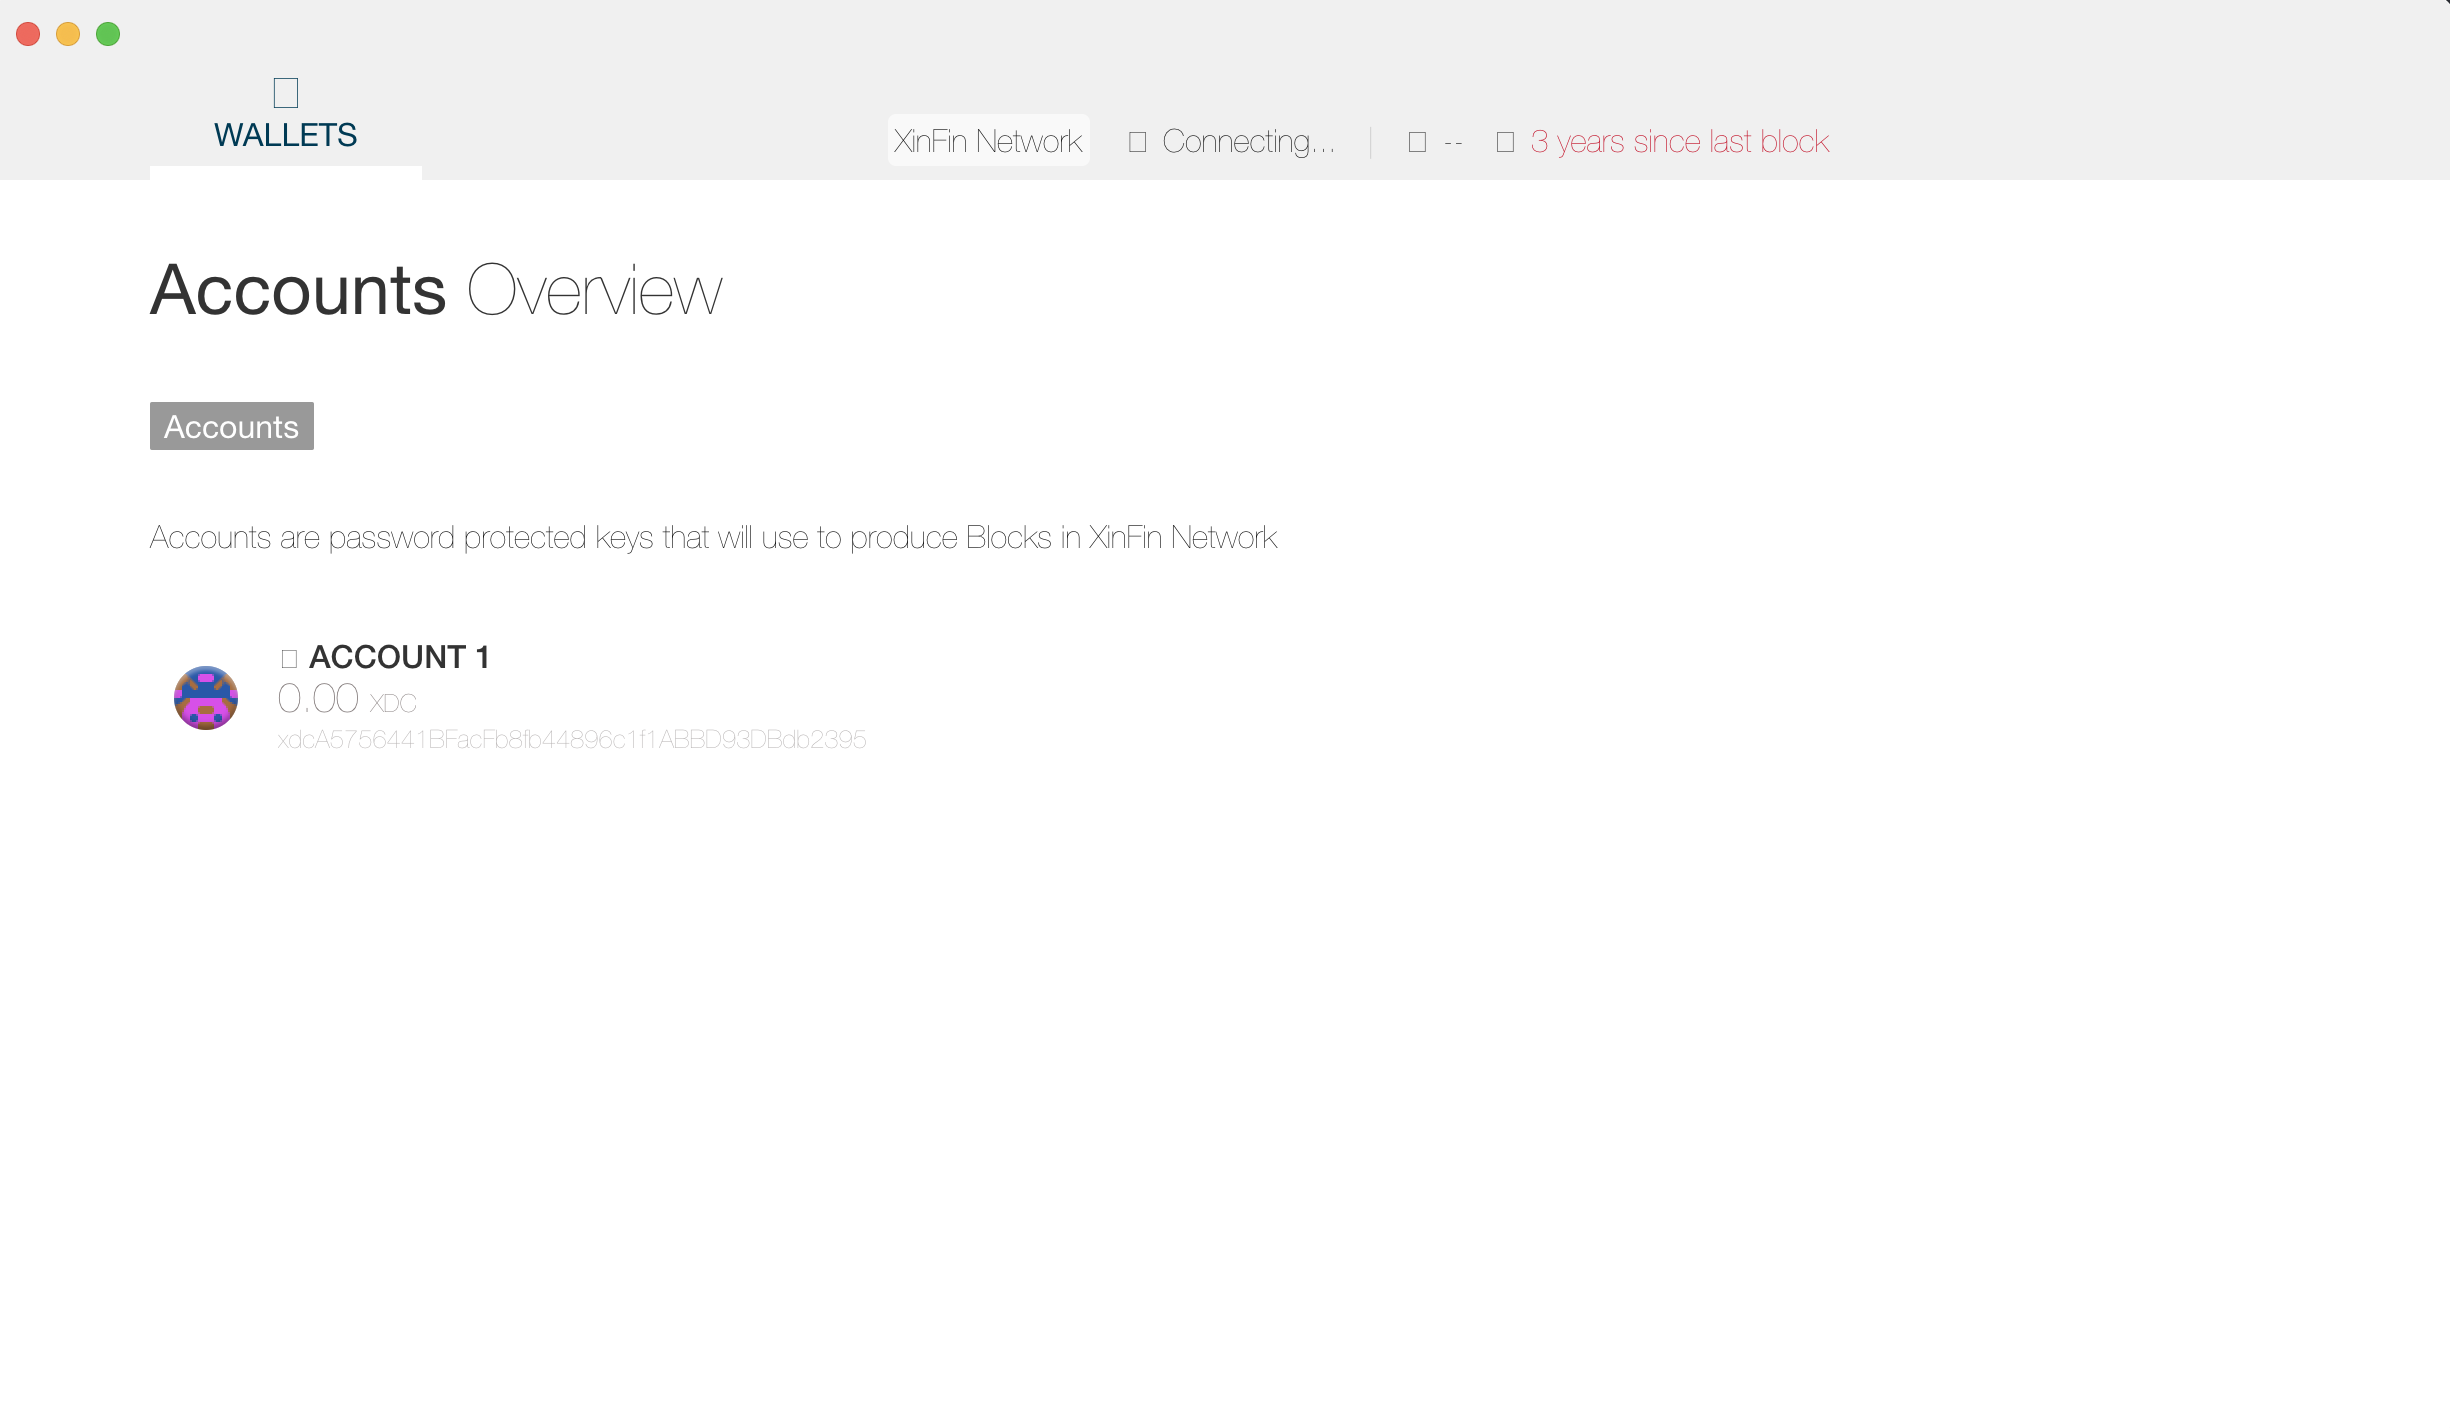 WALLETS
XinFin Network Connecting... -- 3 years since last block
Accounts Overview
Accounts
Accounts are password protected keys that will use to produce Blocks in XinFin Network
ACCOUNT 1
0.00 XDC
xdcA5756441BFacFb8fb44896c1f1ABBD93DBdb2395